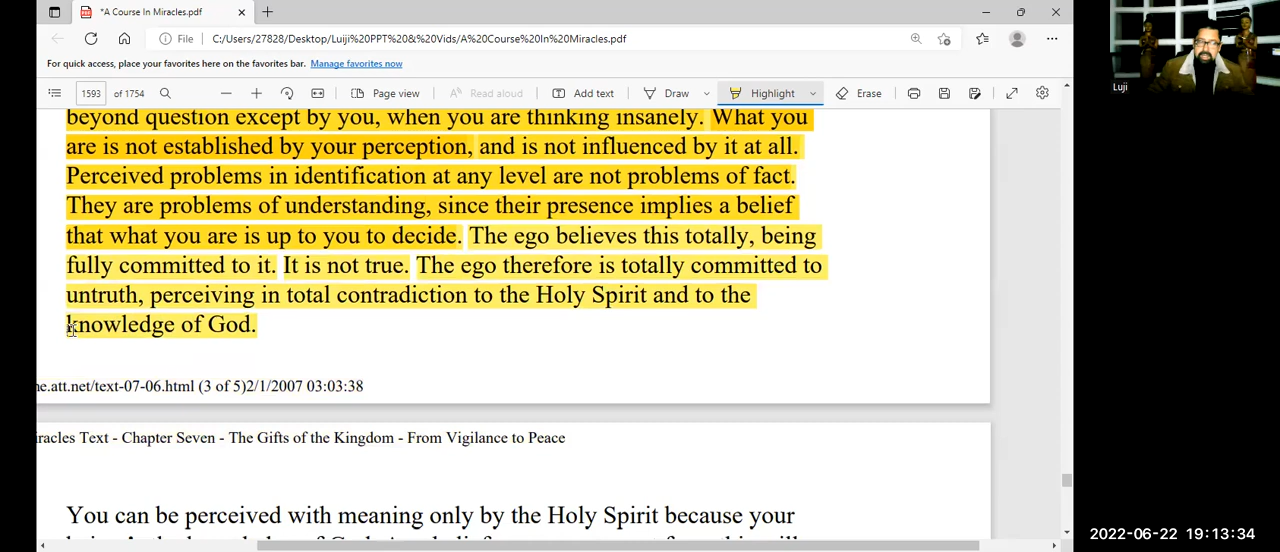 *A Course In Miracles.pdf
File C:/Users/27828/Desktop/Luiji%20PPT%20&%20Vids/A%20Course%20In%20Miracles.pdf
For quick access, place your favorites here on the favorites bar. Manage favorites now
1593 of 1754 Page view Read aloud Add text Draw Highlight Erase
beyond question except by you, when you are thinking insanely. What you
are is not established by your perception, and is not influenced by it at all.
Perceived problems in identification at any level are not problems of fact.
They are problems of understanding, since their presence implies a belief
that what you are is up to you to decide. The ego believes this totally, being
fully committed to it. It is not true. The ego therefore is totally committed to
untruth, perceiving in total contradiction to the Holy Spirit and to the
knowledge of God.
ne.att.net/text-07-06.html (3 of 5)2/1/2007 03:03:38
iracles Text - Chapter Seven - The Gifts of the Kingdom - From Vigilance to Peace
You can be perceived with meaning only by the Holy Spirit because your
Luji
2022-06-22 19:13:34